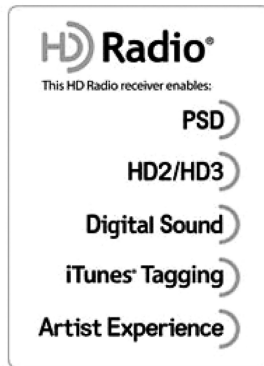 HD Radio®
This HD Radio receiver enables:
PSD
HD2/HD3
Digital Sound
iTunes® Tagging
Artist Experience